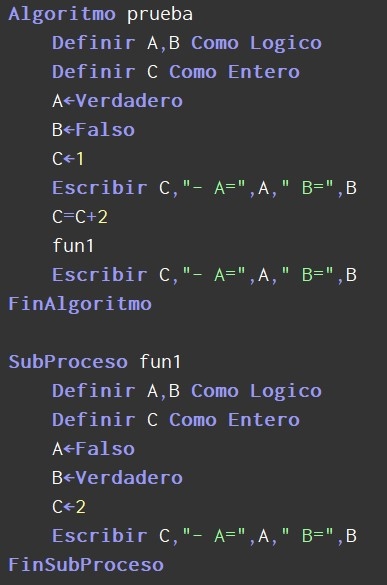 Algoritmo prueba
Definir A,B Como Logico
Definir C Como Entero
A←Verdadero
B←Falso
C←1
Escribir C,"- A=",A," B=",B
C=C+2
fun1
Escribir C,"- A=",A," B=",B
FinAlgoritmo
SubProceso fun1
Definir A,B Como Logico
Definir C Como Entero
A←Falso
B←Verdadero
C←2
Escribir C,"- A=",A," B=",B
FinSubProceso